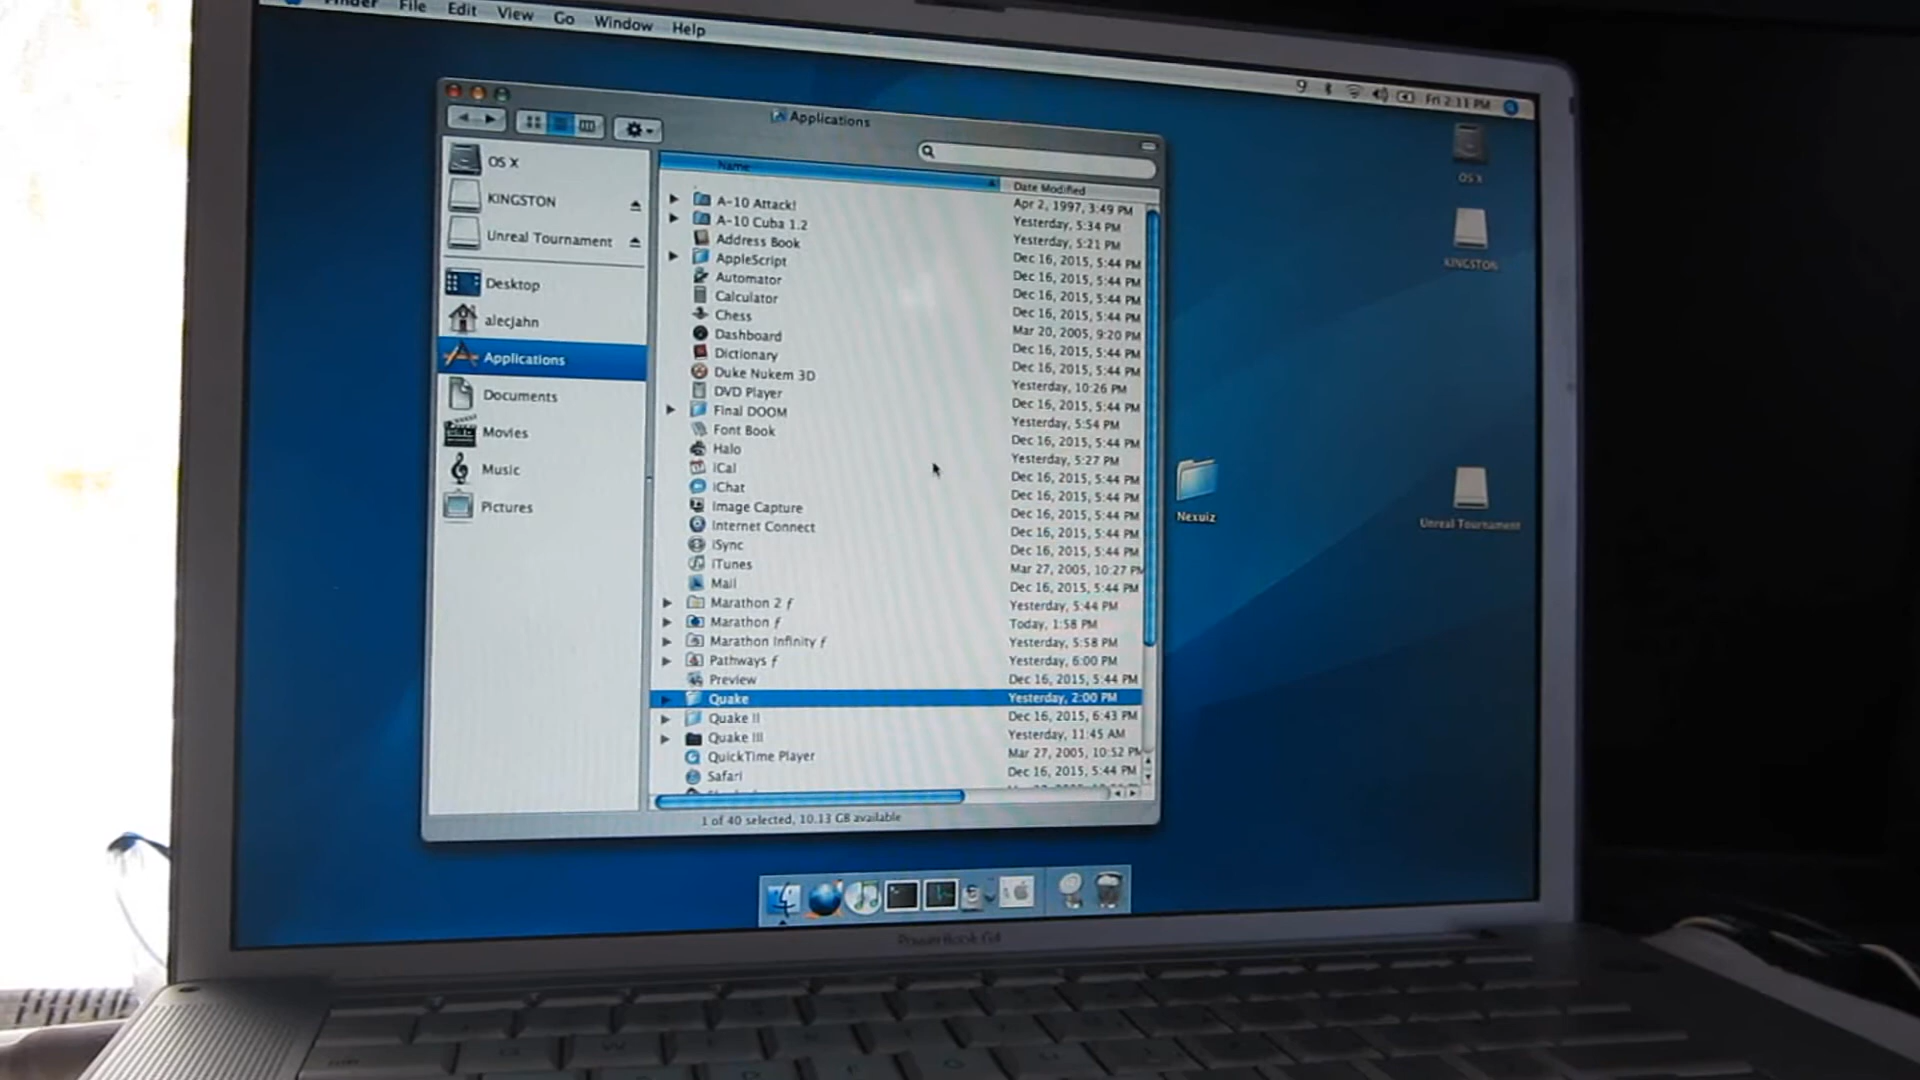 Finder File Edit View Go Window Help
9 Fri 2:11 PM
Applications
Name Date Modified
OS X
KINGSTON
Unreal Tournament
Desktop
alecjahn
Applications
Documents
Movies
Music
Pictures
Apr 2, 1997, 3:49 PM
A-10 Attack! Yesterday, 5:34 PM
A-10 Cuba 1.2 Yesterday, 5:21 PM
Address Book Dec 16, 2015, 5:44 PM
AppleScript Dec 16, 2015, 5:44 PM
Automator Dec 16, 2015, 5:44 PM
Calculator Dec 16, 2015, 5:44 PM
Chess Mar 20, 2005, 9:20 PM
Dashboard Dec 16, 2015, 5:44 PM
Dictionary Dec 16, 2015, 5:44 PM
Duke Nukem 3D Yesterday, 10:26 PM
DVD Player Dec 16, 2015, 5:44 PM
Final DOOM Yesterday, 5:54 PM
Font Book Dec 16, 2015, 5:44 PM
Halo Yesterday, 5:27 PM
iCal Dec 16, 2015, 5:44 PM
iChat Dec 16, 2015, 5:44 PM
Image Capture Dec 16, 2015, 5:44 PM
Internet Connect Dec 16, 2015, 5:44 PM
iSync Dec 16, 2015, 5:44 PM
iTunes Mar 27, 2005, 10:27 PM
Mail Dec 16, 2015, 5:44 PM
Marathon 2 ƒ Yesterday, 5:44 PM
Marathon ƒ Today, 1:58 PM
Marathon Infinity ƒ Yesterday, 5:58 PM
Pathways ƒ Yesterday, 6:00 PM
Preview Dec 16, 2015, 5:44 PM
Quake Yesterday, 2:00 PM
Quake II Dec 16, 2015, 6:43 PM
Quake III Yesterday, 11:45 AM
QuickTime Player Mar 27, 2005, 10:52 PM
Safari Dec 16, 2015, 5:44 PM
1 of 40 selected, 10.13 GB available
OS X
KINGSTON
Nexuiz
Unreal Tournament
PowerBook G4